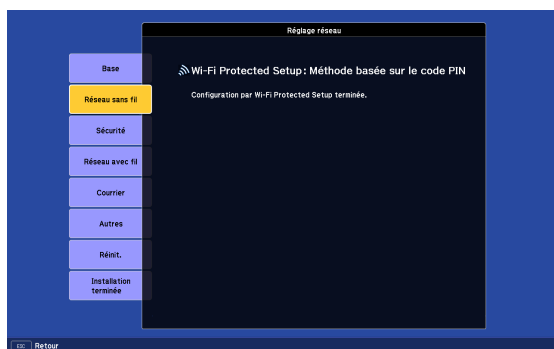 Réglage réseau
Base
Réseau sans fil
Sécurité
Réseau avec fil
Courrier
Autres
Réinit.
Installation
terminée
Wi-Fi Protected Setup: Méthode basée sur le code PIN
Configuration par Wi-Fi Protected Setup terminée.
ESC Retour